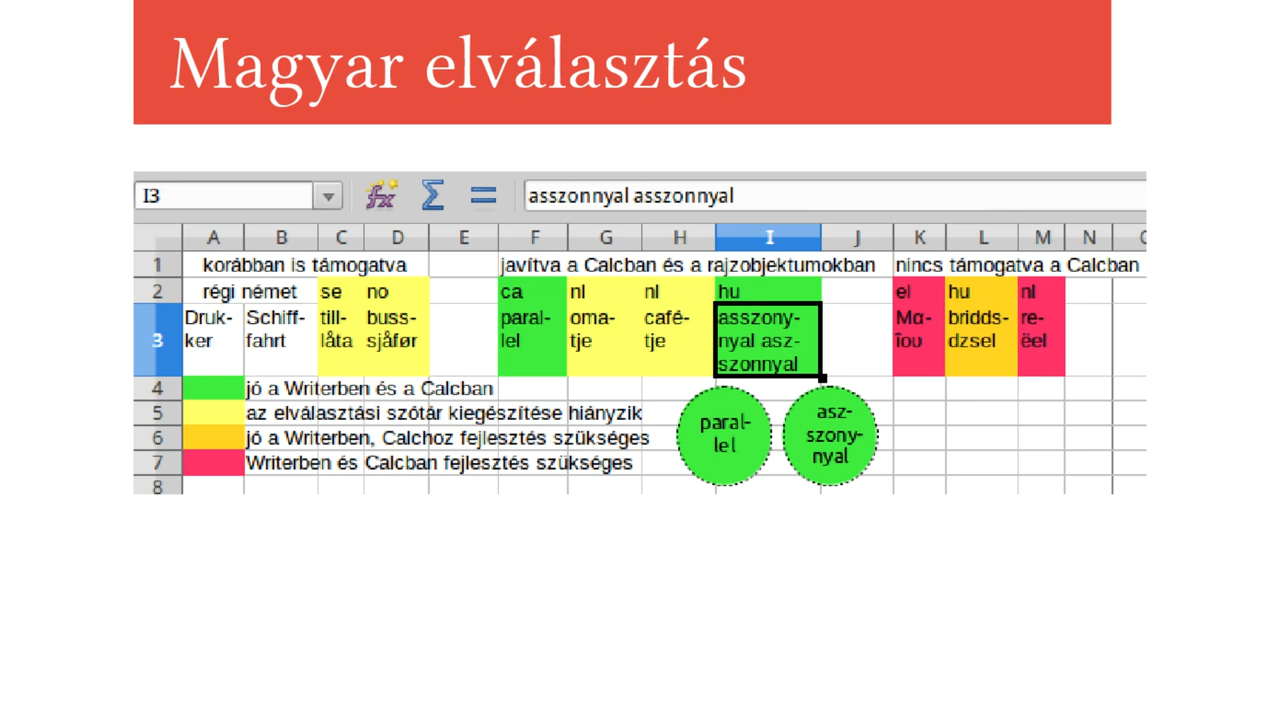 Magyar elválasztás
I3 asszonnyal asszonnyal
A B C D E F G H I J K L M N
1 korábban is támogatva javítva a Calcban és a rajzobjektumokban nincs támogatva a Calcban
2 régi német se no ca nl nl hu el hu nl
3 Druk- Schiff- till- buss- paral- oma- café- asszony- Μα- bridds- re-
ker fahrt låta sjåfør lel tje tje nyal asz- ΐου dzsel ëel
szonnyal
4 jó a Writerben és a Calcban
5 az elválasztási szótár kiegészítése hiányzik
6 jó a Writerben, Calchoz fejlesztés szükséges
7 Writerben és Calcban fejlesztés szükséges
8
paral-
lel
asz-
szony-
nyal